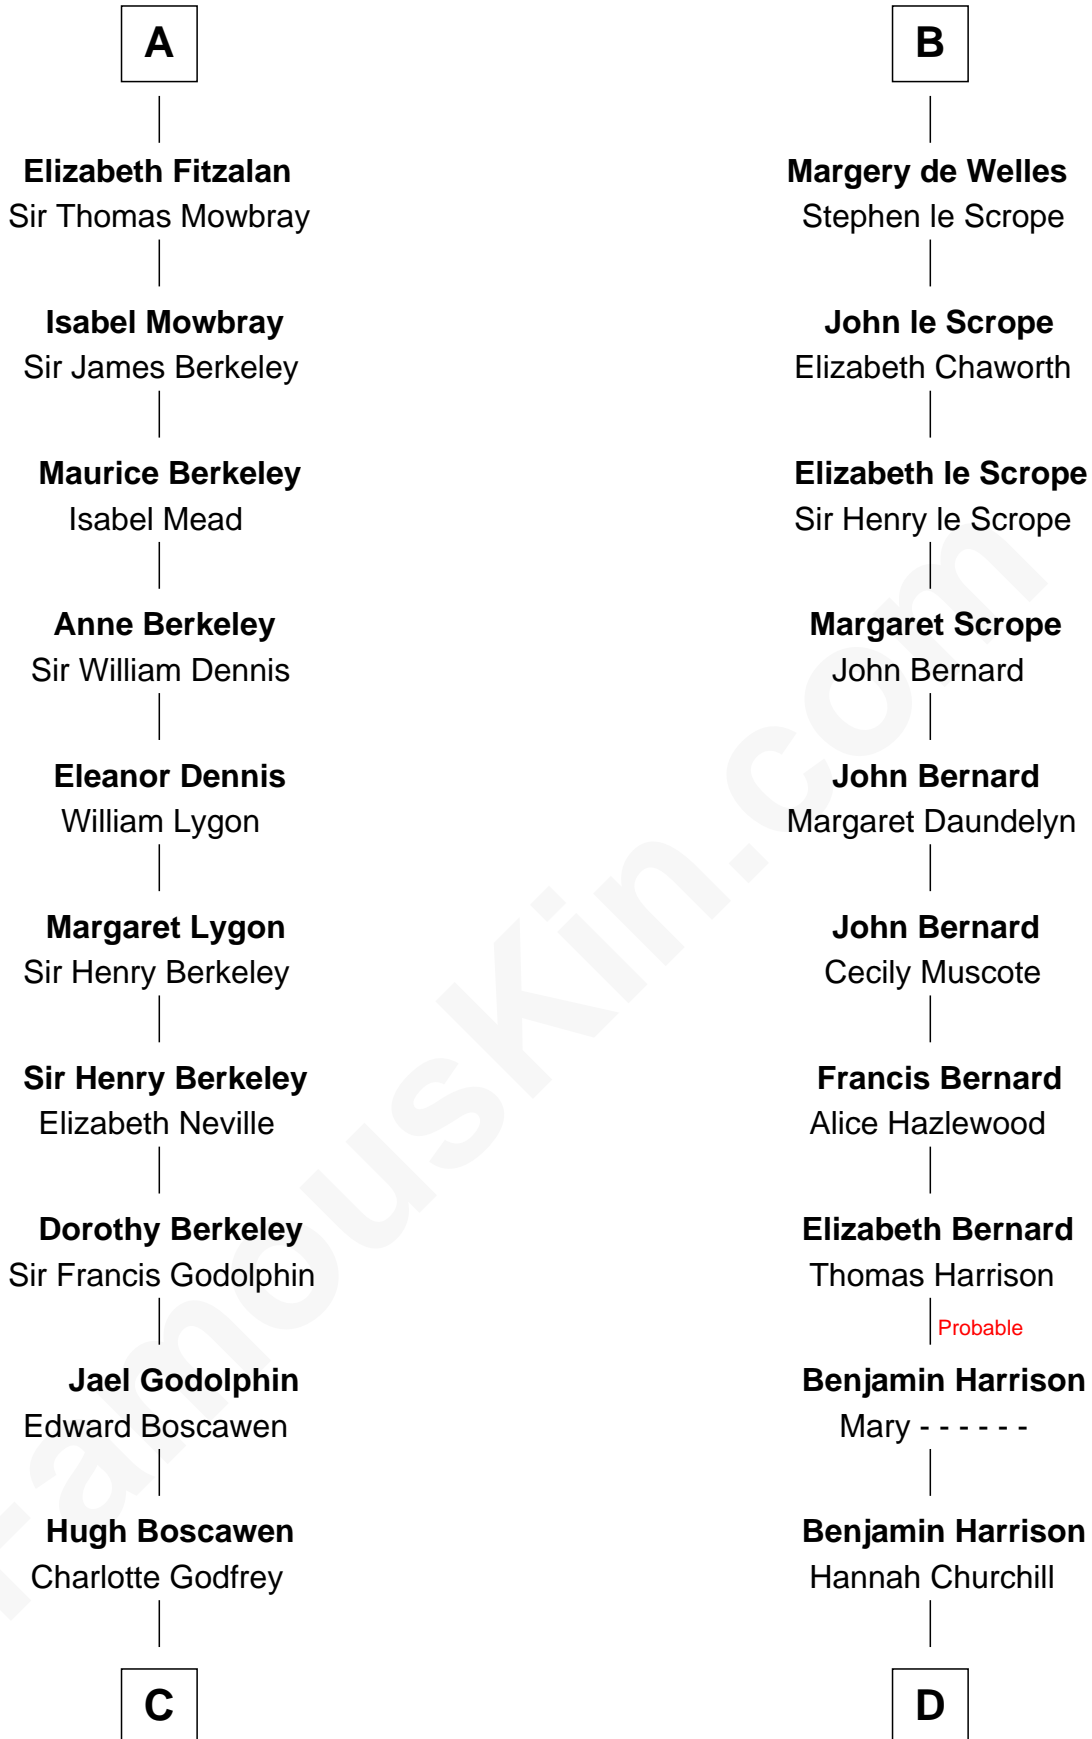 A
Elizabeth Fitzalan
Sir Thomas Mowbray
Isabel Mowbray
Sir James Berkeley
Maurice Berkeley
Isabel Mead
Anne Berkeley
Sir William Dennis
Eleanor Dennis
William Lygon
Margaret Lygon
Sir Henry Berkeley
Sir Henry Berkeley
Elizabeth Neville
Dorothy Berkeley
Sir Francis Godolphin
Jael Godolphin
Edward Boscawen
Hugh Boscawen
Charlotte Godfrey
C
B
Margery de Welles
Stephen le Scrope
John le Scrope
Elizabeth Chaworth
Elizabeth le Scrope
Sir Henry le Scrope
Margaret Scrope
John Bernard
John Bernard
Margaret Daundelyn
John Bernard
Cecily Muscote
Francis Bernard
Alice Hazlewood
Elizabeth Bernard
Thomas Harrison
Probable
Benjamin Harrison
Mary - - - - - -
Benjamin Harrison
Hannah Churchill
D
FamousKin.com